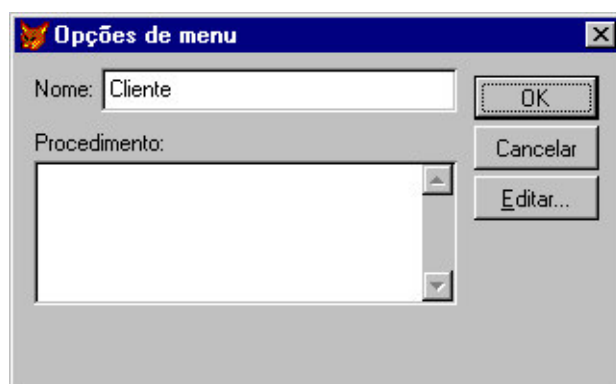 Opções de menu
Nome: Cliente
OK
Procedimento:
Cancelar
Editar...